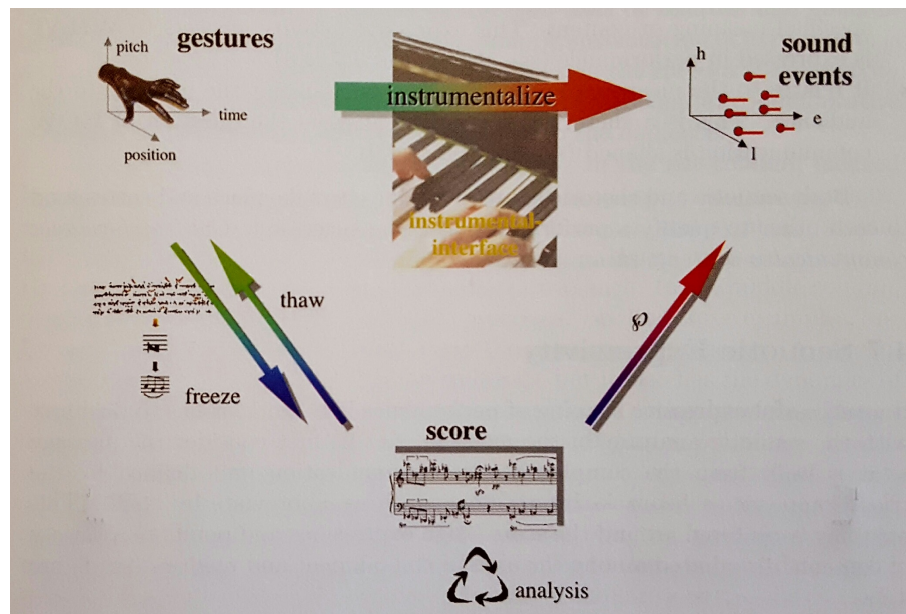 pitch
gestures
time
position
instrumentalize
instrumental-
interface
h
sound
events
e
l
thaw
freeze
℘
score
analysis